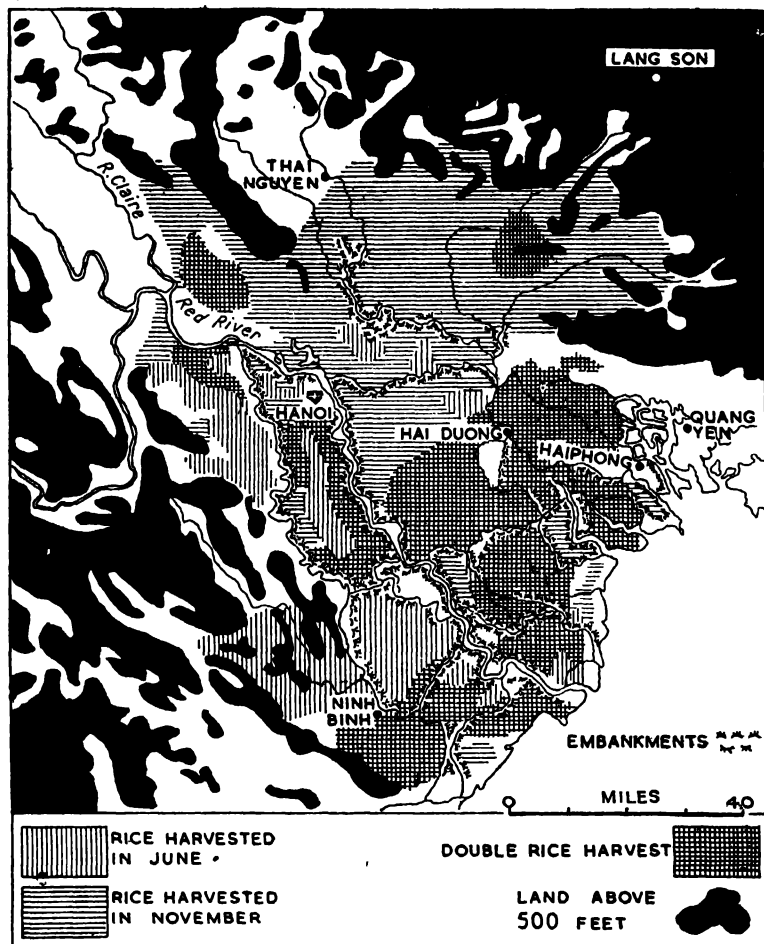 LANG SON
THAI
NGUYEN
R. Claire
Red River
HANOI
HAI DUONG
QUANG
YEN
HAIPHONG
NINH
BINH
EMBANKMENTS
MILES
0 40
RICE HARVESTED
IN JUNE
DOUBLE RICE HARVEST
RICE HARVESTED
IN NOVEMBER
LAND ABOVE
500 FEET